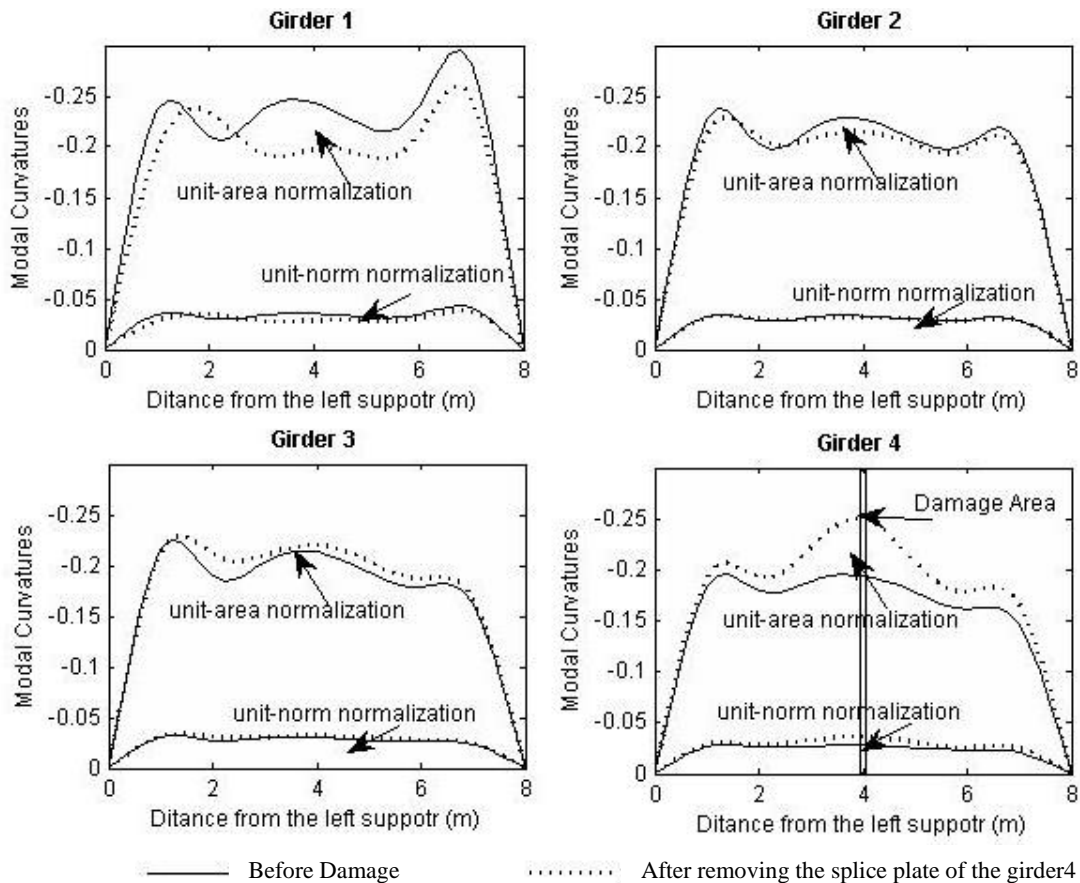 Girder 1
Modal Curvatures
-0.25
-0.2
-0.15
-0.1
-0.05
0
unit-area normalization
unit-norm normalization
0 2 4 6 8
Ditance from the left suppotr (m)
Girder 2
Modal Curvatures
-0.25
-0.2
-0.15
-0.1
-0.05
0
unit-area normalization
unit-norm normalization
0 2 4 6 8
Ditance from the left suppotr (m)
Girder 3
Modal Curvatures
-0.25
-0.2
-0.15
-0.1
-0.05
0
unit-area normalization
unit-norm normalization
0 2 4 6 8
Ditance from the left suppotr (m)
Girder 4
Modal Curvatures
-0.25
-0.2
-0.15
-0.1
-0.05
0
Damage Area
unit-area normalization
unit-norm normalization
0 2 4 6 8
Ditance from the left suppotr (m)
Before Damage
After removing the splice plate of the girder4